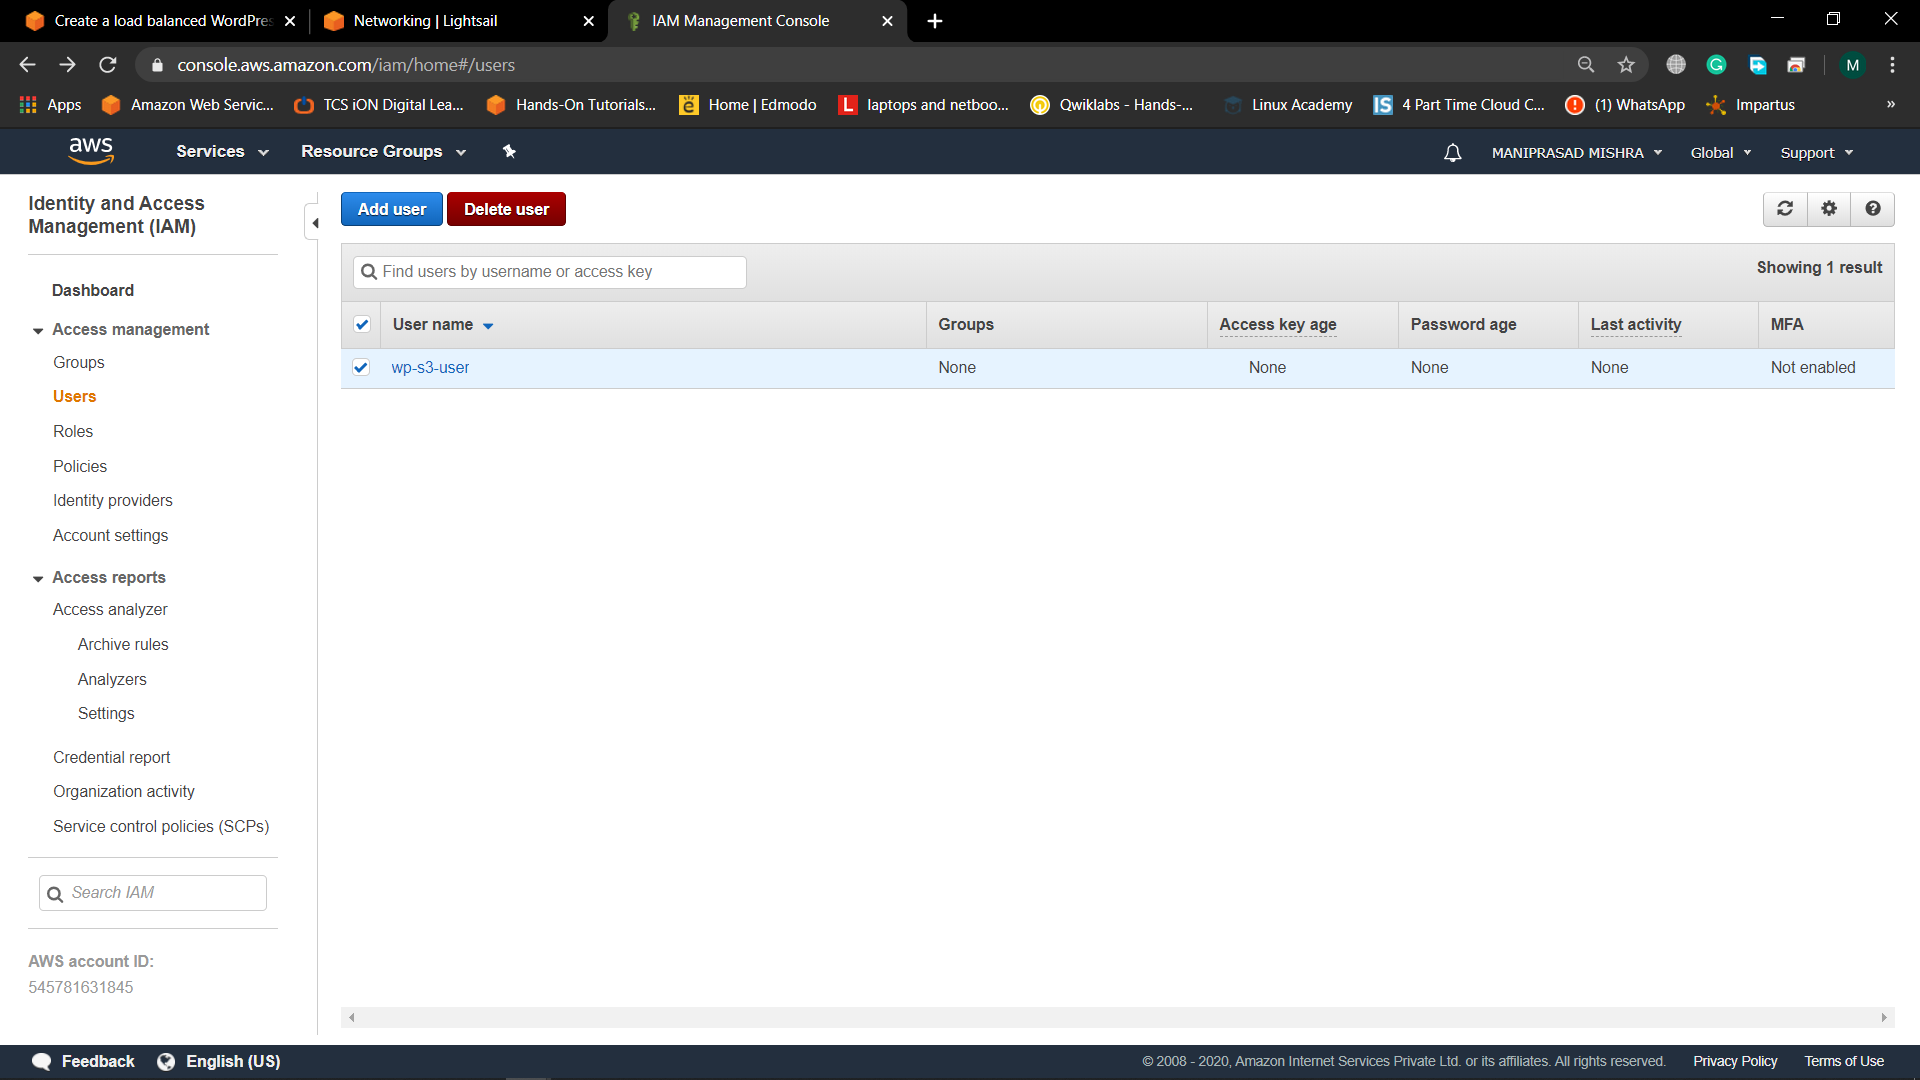 Create a load balanced WordPres
Networking | Lightsail
IAM Management Console
console.aws.amazon.com/iam/home#/users
M
Apps
Amazon Web Servic...
TCS iON Digital Lea...
Hands-On Tutorials...
Home | Edmodo
laptops and netboo...
Qwiklabs - Hands-...
Linux Academy
4 Part Time Cloud C...
(1) WhatsApp
Impartus
»
aws
Services
Resource Groups
MANIPRASAD MISHRA
Global
Support
Identity and Access
Management (IAM)
Add user
Delete user
Find users by username or access key
Showing 1 result
User name
Groups
Access key age
Password age
Last activity
MFA
wp-s3-user
None
None
None
None
Not enabled
Dashboard
Access management
Groups
Users
Roles
Policies
Identity providers
Account settings
Access reports
Access analyzer
Archive rules
Analyzers
Settings
Credential report
Organization activity
Service control policies (SCPs)
Search IAM
AWS account ID:
545781631845
Feedback
English (US)
© 2008 - 2020, Amazon Internet Services Private Ltd. or its affiliates. All rights reserved.
Privacy Policy
Terms of Use